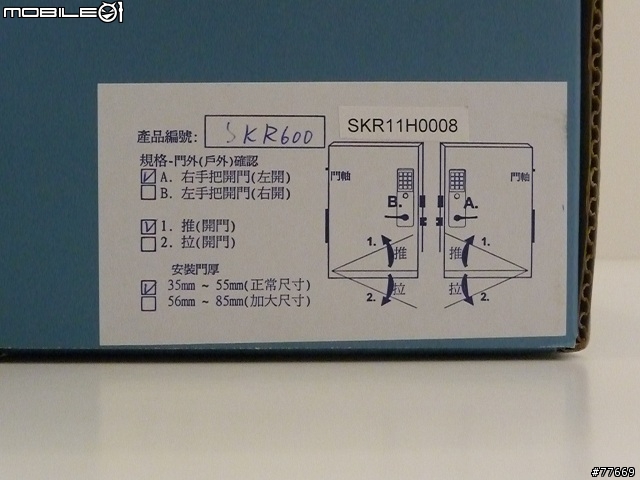 MOBILE01
產品編號: SKR600
SKR11H0008
規格-門外(戶外)確認
A. 右手把開門(左開)
B. 左手把開門(右開)
1. 推(開門)
2. 拉(開門)
安裝門厚
35mm ~ 55mm(正常尺寸)
56mm ~ 85mm(加大尺寸)
門軸
門軸
B.
A.
1. 推
推 1.
2. 拉
拉 2.
#77669